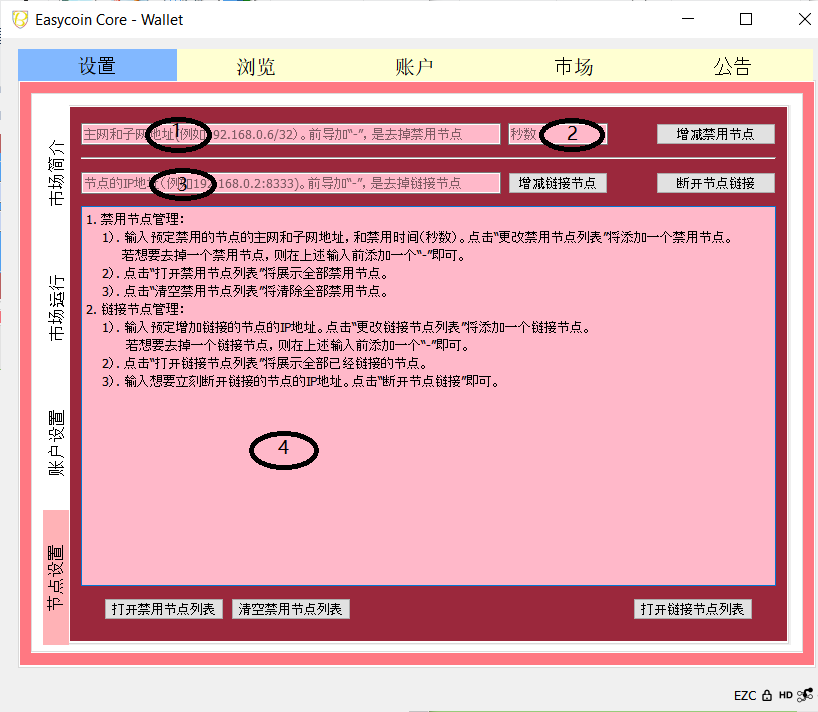 Easycoin Core - Wallet
设置 浏览 账户 市场 公告
市场简介
市场运行
账户设置
节点设置
主网和子网地址(例如192.168.0.6/32)。前导加“-”，是去掉禁用节点 秒数 增减禁用节点
1 2
节点的IP地址(例如192.168.0.2:8333)。前导加“-”，是去掉链接节点 增减链接节点 断开节点链接
3
1. 禁用节点管理：
1). 输入预定禁用的节点的主网和子网地址，和禁用时间(秒数)。点击“更改禁用节点列表”将添加一个禁用节点。
若想要去掉一个禁用节点，则在上述输入前添加一个“-”即可。
2). 点击“打开禁用节点列表”将展示全部禁用节点。
3). 点击“清空禁用节点列表”将清除全部禁用节点。
2. 链接节点管理：
1). 输入预定增加链接的节点的IP地址。点击“更改链接节点列表”将添加一个链接节点。
若想要去掉一个链接节点，则在上述输入前添加一个“-”即可。
2). 点击“打开链接节点列表”将展示全部已经链接的节点。
3). 输入想要立刻断开链接的节点的IP地址。点击“断开节点链接”即可。
4
打开禁用节点列表 清空禁用节点列表 打开链接节点列表
EZC HD